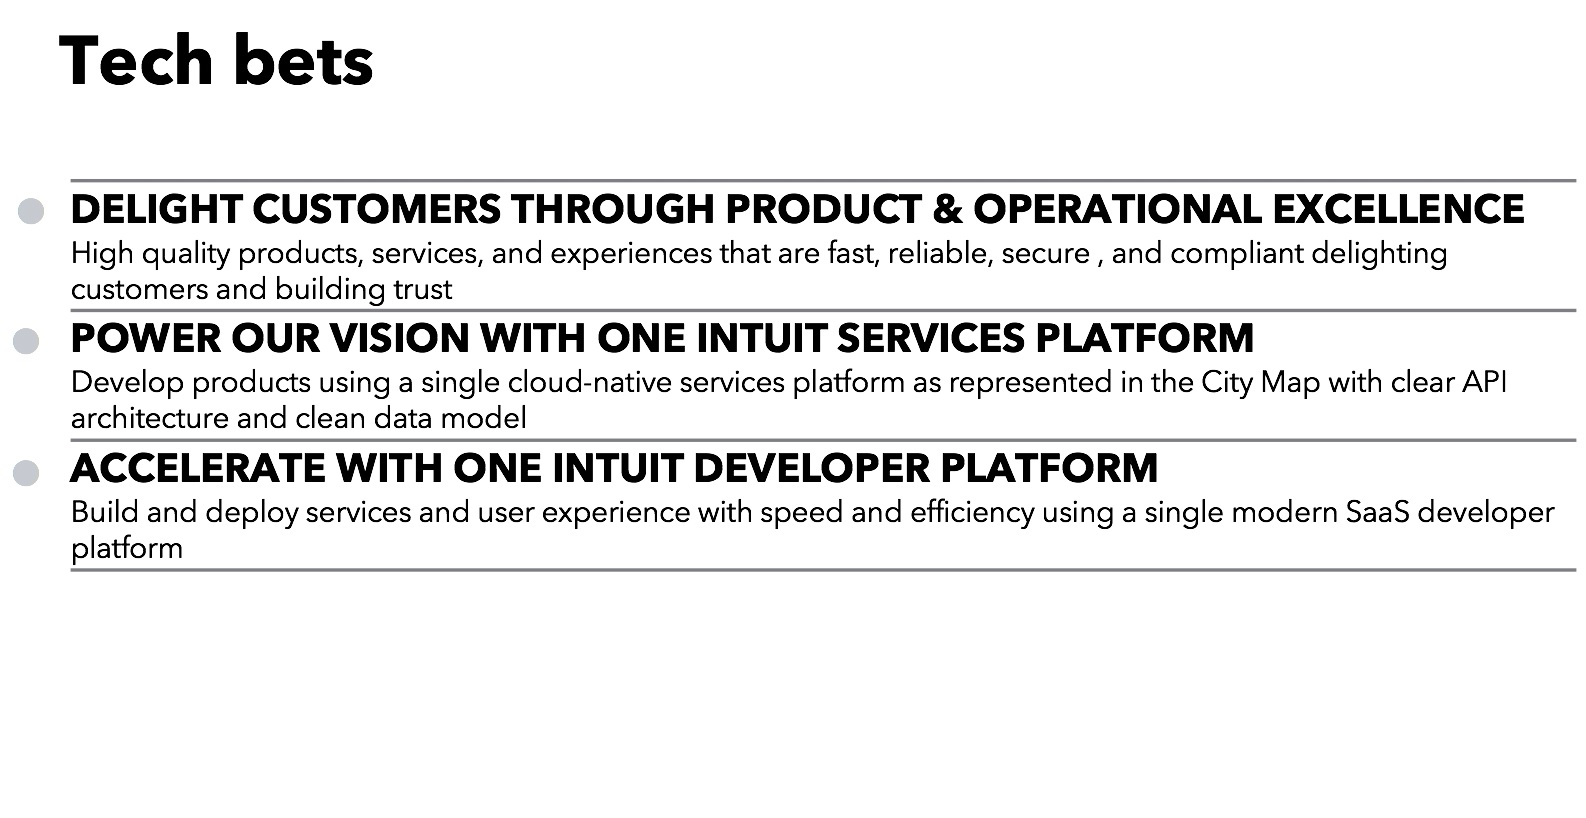 Tech bets
DELIGHT CUSTOMERS THROUGH PRODUCT & OPERATIONAL EXCELLENCE
High quality products, services, and experiences that are fast, reliable, secure , and compliant delighting
customers and building trust
POWER OUR VISION WITH ONE INTUIT SERVICES PLATFORM
Develop products using a single cloud-native services platform as represented in the City Map with clear API
architecture and clean data model
ACCELERATE WITH ONE INTUIT DEVELOPER PLATFORM
Build and deploy services and user experience with speed and efficiency using a single modern SaaS developer
platform